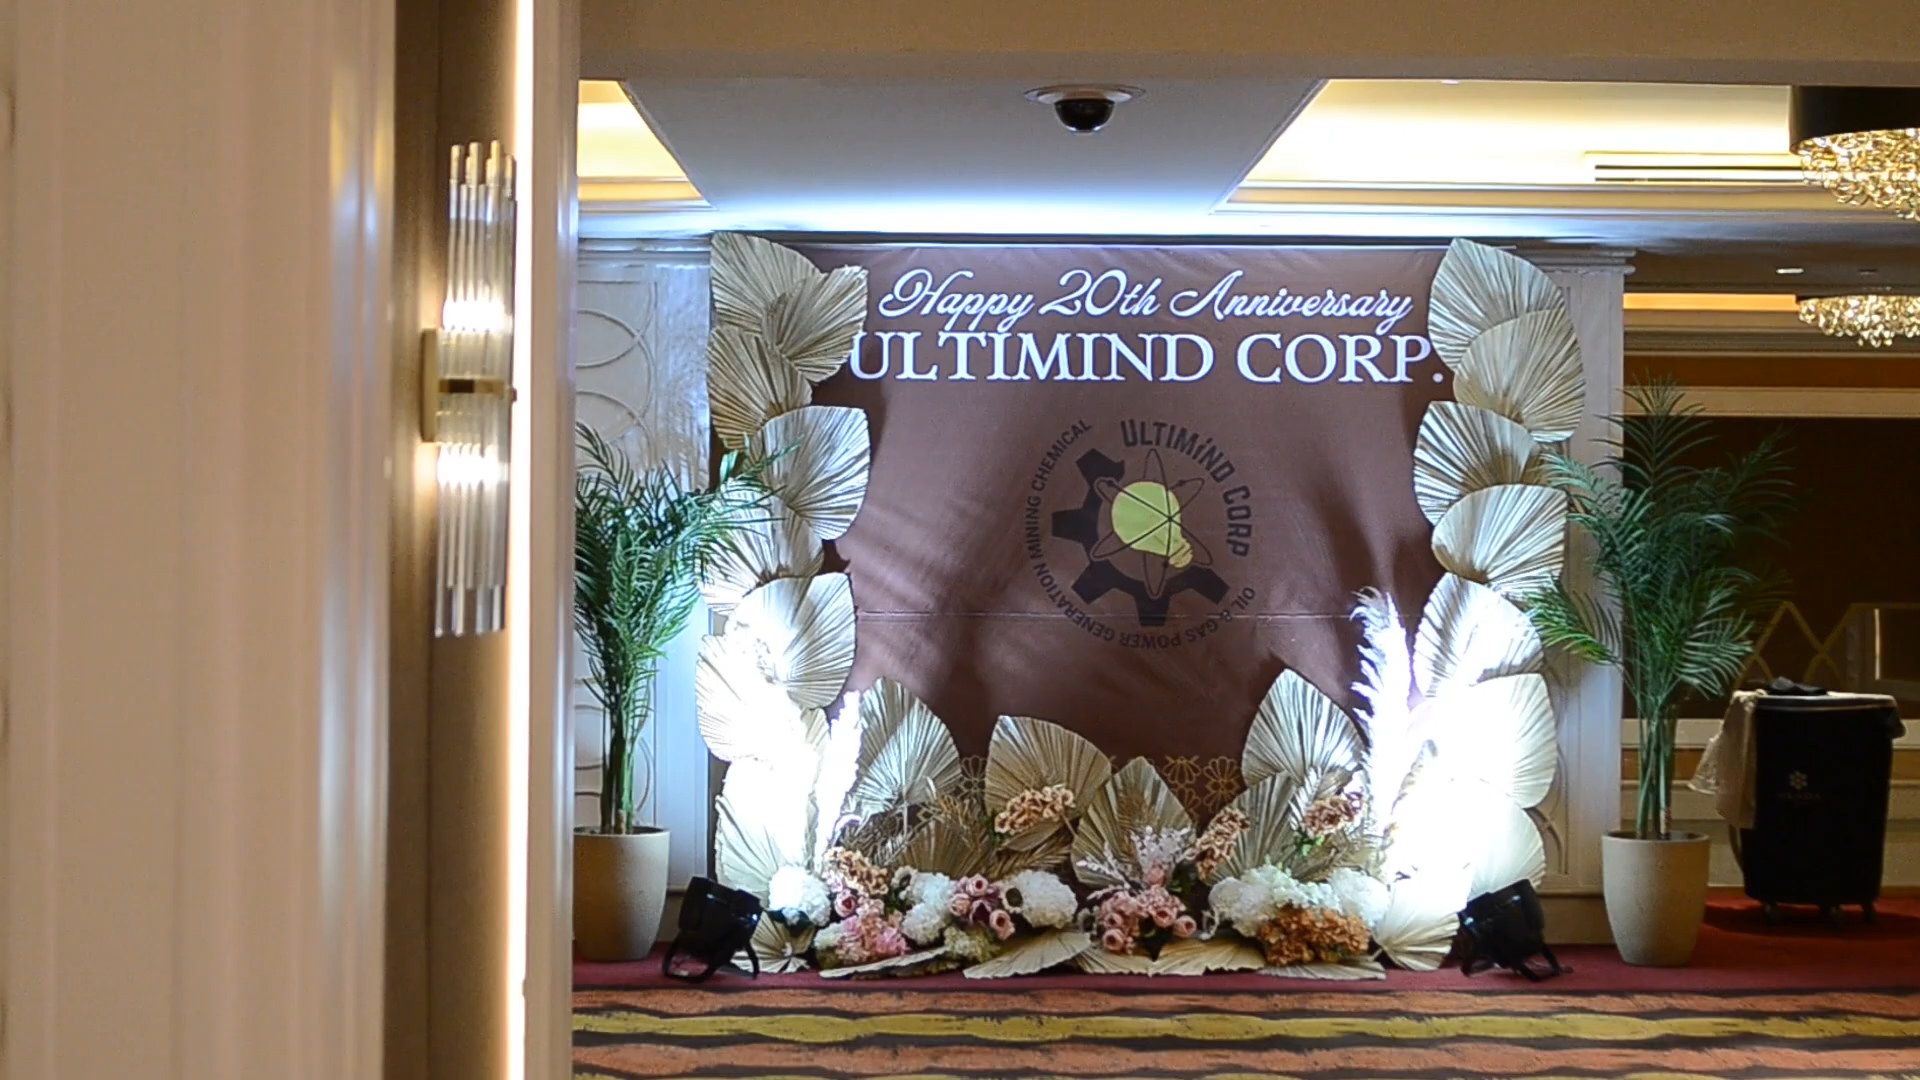 Happy 20th Anniversary
ULTIMIND CORP.
ULTIMIND CORP
OIL & GAS POWER GENERATION MINING CHEMICAL